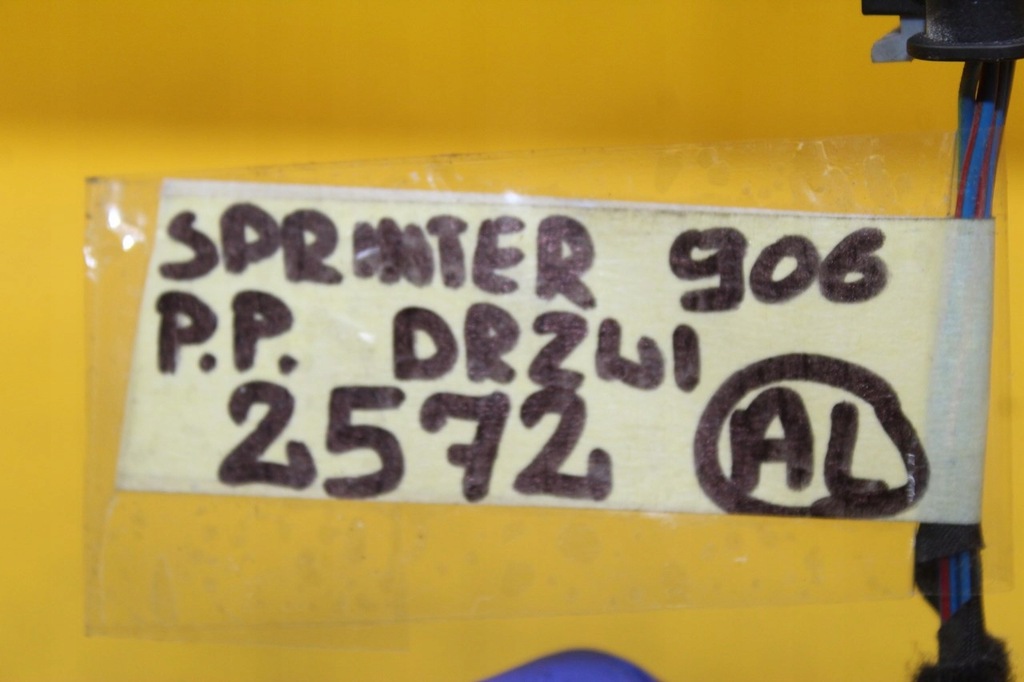 SPRINTER 906
P.P. DRZWI
2572 AL